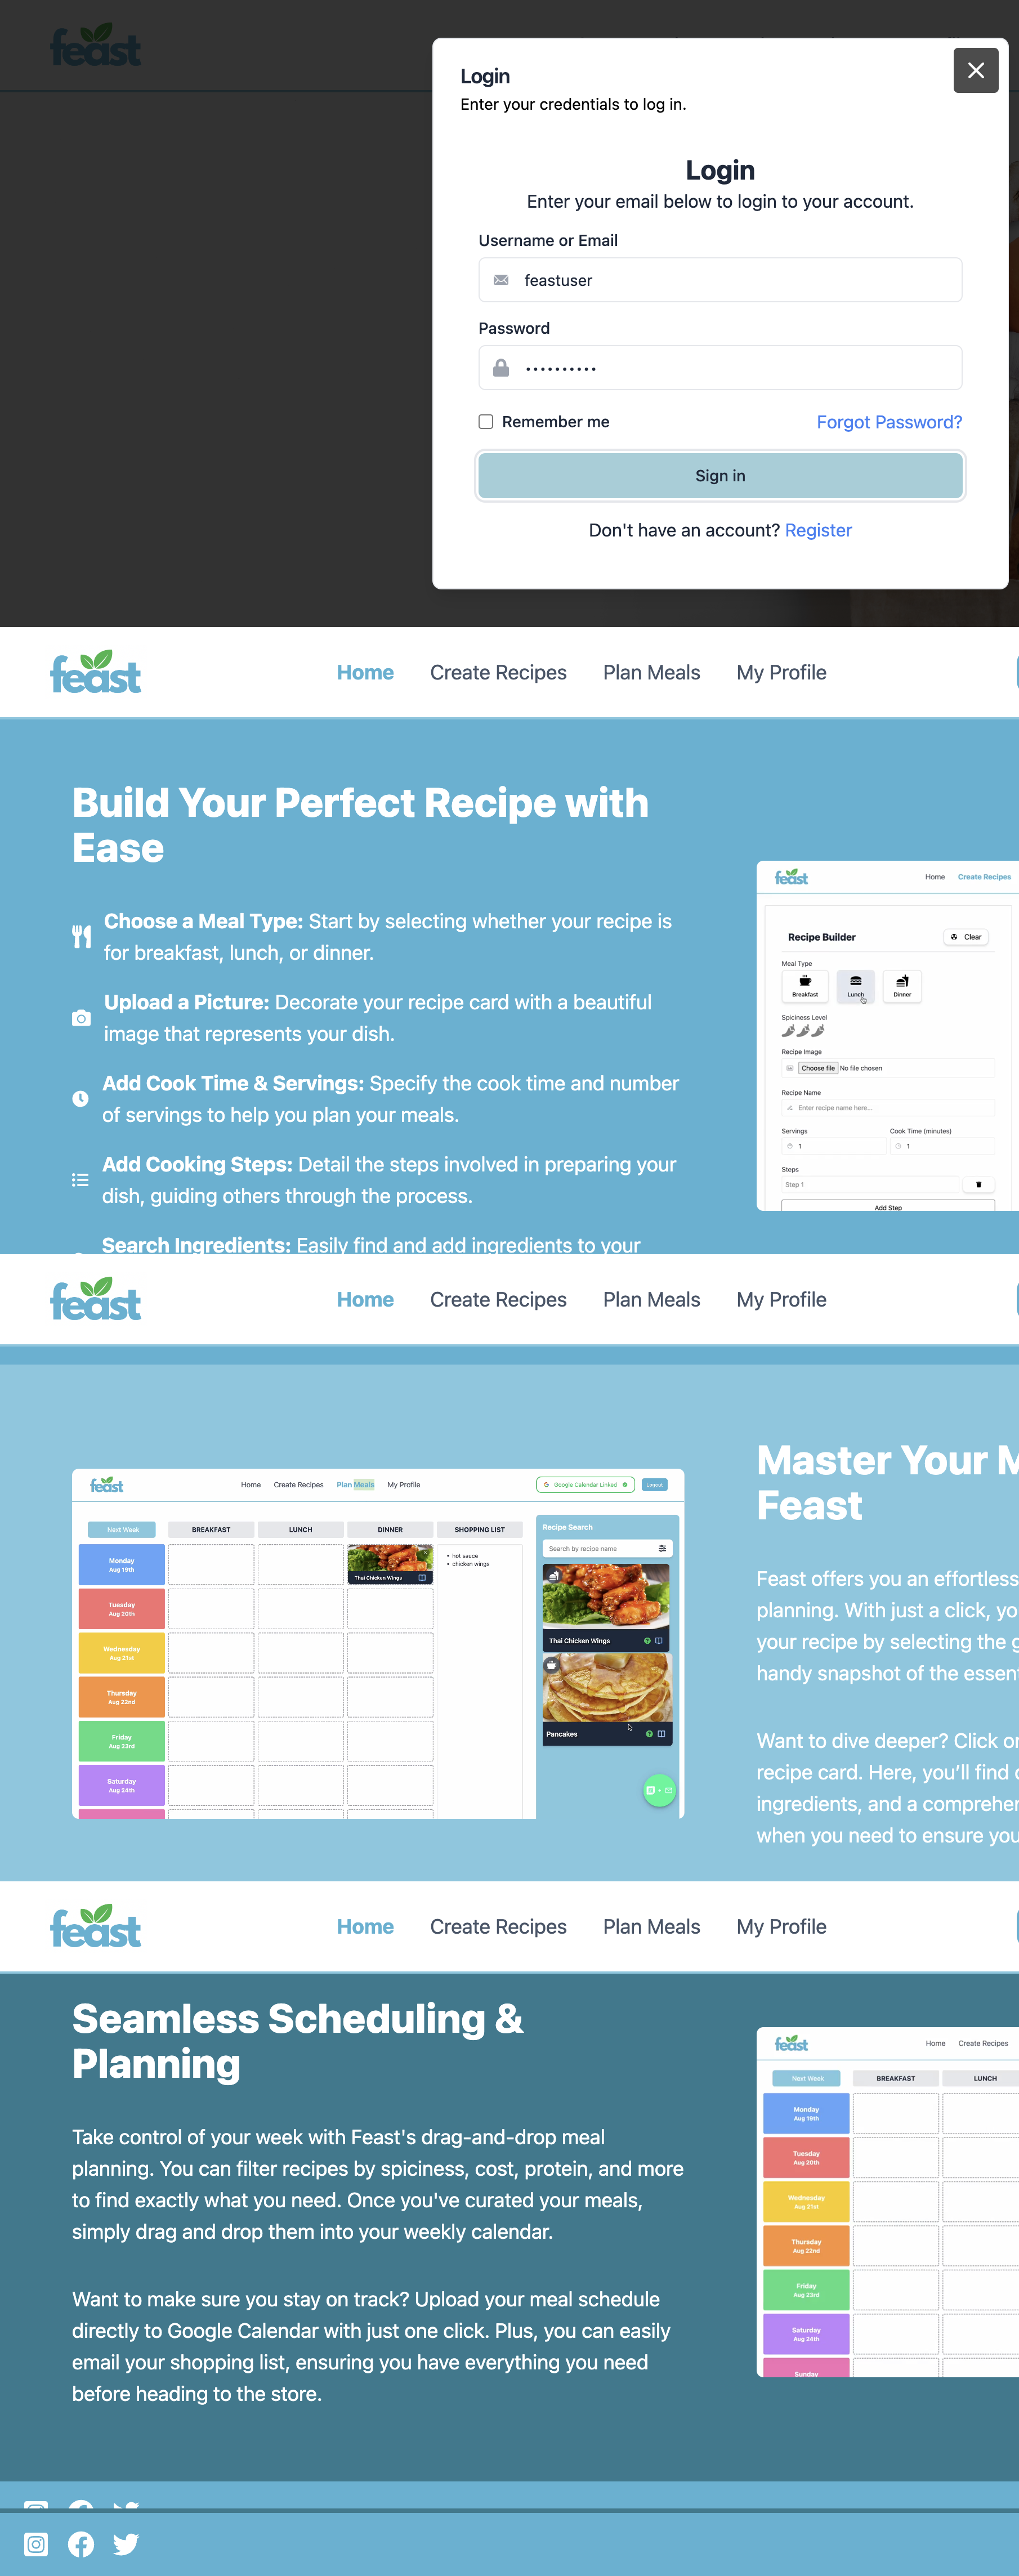 feast
Login
Enter your credentials to log in.
Login
Enter your email below to login to your account.
Username or Email
feastuser
Password
Remember me
Forgot Password?
Sign in
Don't have an account? Register
feast
Home
Create Recipes
Plan Meals
My Profile
Build Your Perfect Recipe with
Ease
Choose a Meal Type: Start by selecting whether your recipe is
for breakfast, lunch, or dinner.
Upload a Picture: Decorate your recipe card with a beautiful
image that represents your dish.
Add Cook Time & Servings: Specify the cook time and number
of servings to help you plan your meals.
Add Cooking Steps: Detail the steps involved in preparing your
dish, guiding others through the process.
Search Ingredients: Easily find and add ingredients to your
feast
Home
Create Recipes
Recipe Builder
Clear
Meal Type
Breakfast
Lunch
Dinner
Spiciness Level
Recipe Image
Choose file No file chosen
Recipe Name
Enter recipe name here...
Servings
Cook Time (minutes)
1
1
Steps
Step 1
Add Step
feast
Home
Create Recipes
Plan Meals
My Profile
feast
Home
Create Recipes
Plan Meals
My Profile
Google Calendar Linked
Logout
Next Week
BREAKFAST
LUNCH
DINNER
SHOPPING LIST
Monday
Aug 19th
Tuesday
Aug 20th
Wednesday
Aug 21st
Thursday
Aug 22nd
Friday
Aug 23rd
Saturday
Aug 24th
Thai Chicken Wings
• hot sauce
• chicken wings
Recipe Search
Search by recipe name
Thai Chicken Wings
Pancakes
Master Your M
Feast
Feast offers you an effortless
planning. With just a click, yo
your recipe by selecting the g
handy snapshot of the essen
Want to dive deeper? Click o
recipe card. Here, you'll find
ingredients, and a comprehe
when you need to ensure you
feast
Home
Create Recipes
Plan Meals
My Profile
Seamless Scheduling &
Planning
Take control of your week with Feast's drag-and-drop meal
planning. You can filter recipes by spiciness, cost, protein, and more
to find exactly what you need. Once you've curated your meals,
simply drag and drop them into your weekly calendar.
Want to make sure you stay on track? Upload your meal schedule
directly to Google Calendar with just one click. Plus, you can easily
email your shopping list, ensuring you have everything you need
before heading to the store.
feast
Home
Create Recipes
Next Week
BREAKFAST
LUNCH
Monday
Aug 19th
Tuesday
Aug 20th
Wednesday
Aug 21st
Thursday
Aug 22nd
Friday
Aug 23rd
Saturday
Aug 24th
Sunday